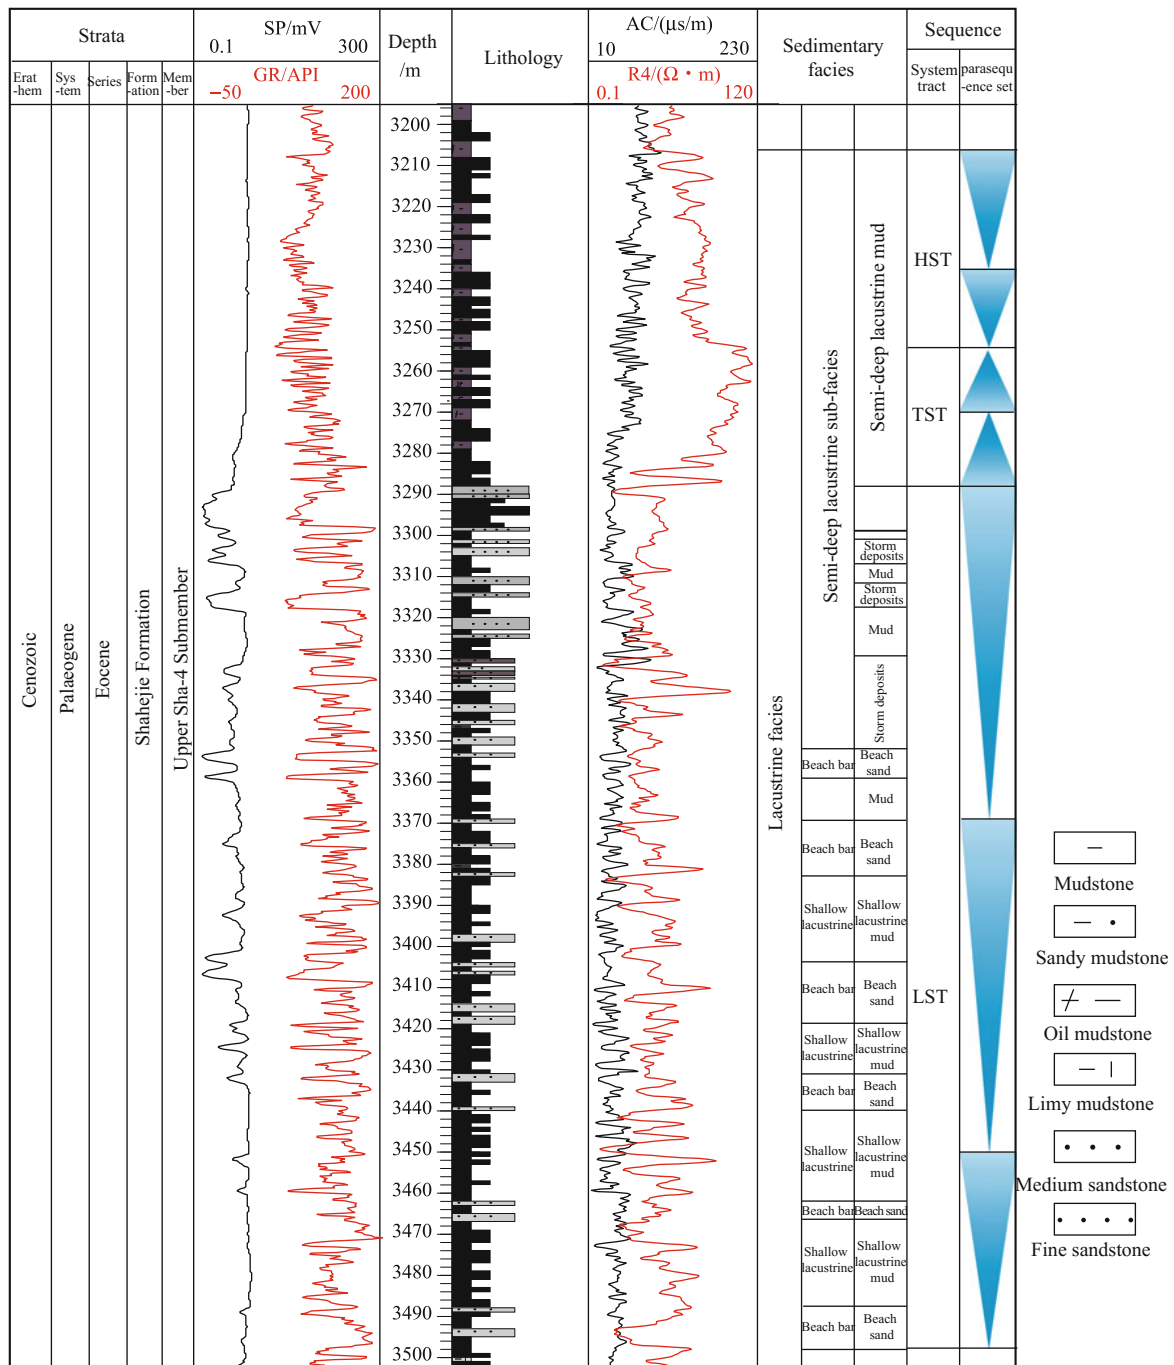 Strata
SP/mV
0.1 300
GR/API
−50 200
Depth
/m
Lithology
AC/(μs/m)
10 230
R4/(Ω • m)
0.1 120
Sedimentary
facies
Sequence
Erat
-hem
Sys
-tem
Series
Form
-ation
Mem
-ber
System
tract
parasequ
-ence set
Cenozoic
Palaeogene
Eocene
Shahejie Formation
Upper Sha-4 Submember
3200
3210
3220
3230
3240
3250
3260
3270
3280
3290
3300
3310
3320
3330
3340
3350
3360
3370
3380
3390
3400
3410
3420
3430
3440
3450
3460
3470
3480
3490
3500
Lacustrine facies
Semi-deep lacustrine sub-facies
Beach bar
Beach bar
Shallow
lacustrine
Beach bar
Shallow
lacustrine
Beach bar
Shallow
lacustrine
Beach bar
Shallow
lacustrine
Beach bar
Semi-deep lacustrine mud
Storm
deposits
Mud
Storm
deposits
Mud
Storm deposits
Beach
sand
Mud
Beach
sand
Shallow
lacustrine
mud
Beach
sand
Shallow
lacustrine
mud
Beach
sand
Shallow
lacustrine
mud
Beach sand
Shallow
lacustrine
mud
Beach
sand
HST
TST
LST
Mudstone
Sandy mudstone
Oil mudstone
Limy mudstone
Medium sandstone
Fine sandstone